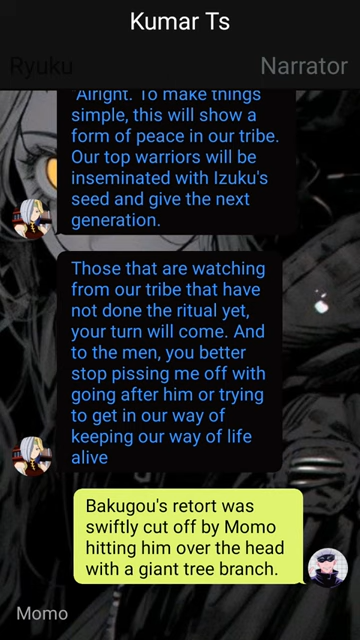 Kumar Ts
Ryuku
Narrator
"Alright. To make things
simple, this will show a
form of peace in our tribe.
Our top warriors will be
inseminated with Izuku's
seed and give the next
generation.
Those that are watching
from our tribe that have
not done the ritual yet,
your turn will come. And
to the men, you better
stop pissing me off with
going after him or trying
to get in our way of
keeping our way of life
alive
Bakugou's retort was
swiftly cut off by Momo
hitting him over the head
with a giant tree branch.
Momo